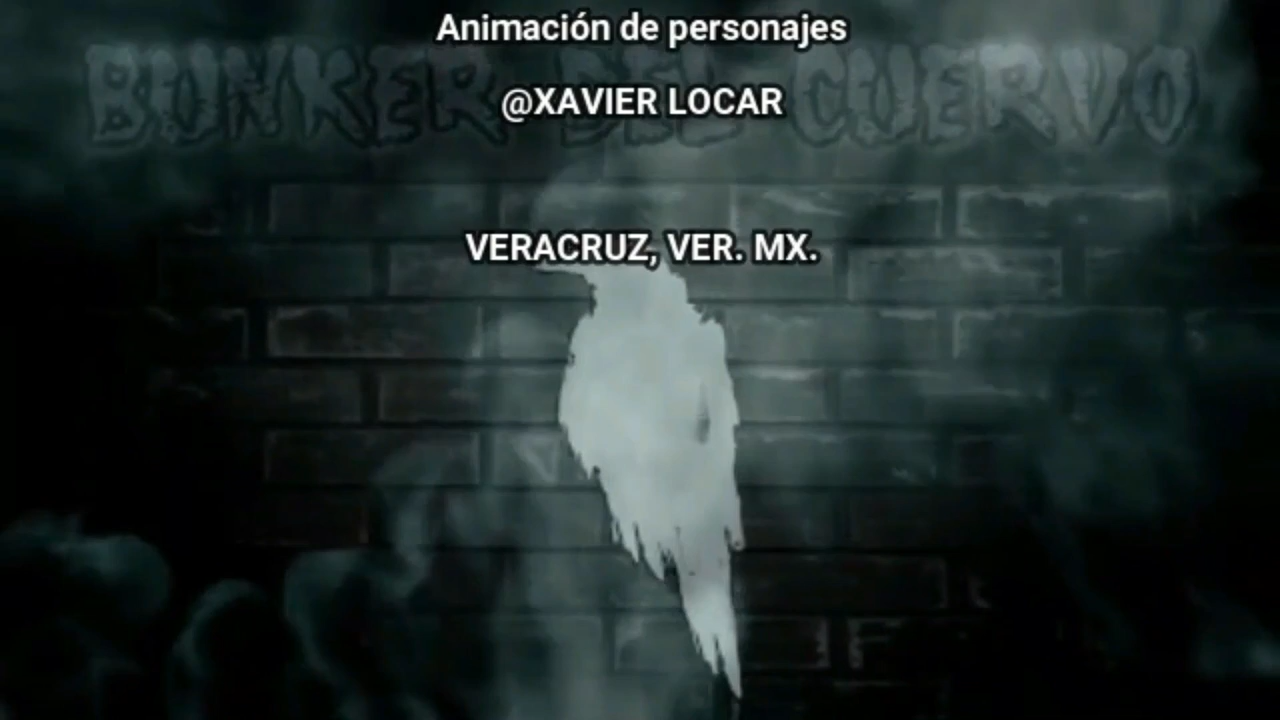 Animación de personajes
BUNKER DEL CUERVO
@XAVIER LOCAR
VERACRUZ, VER. MX.